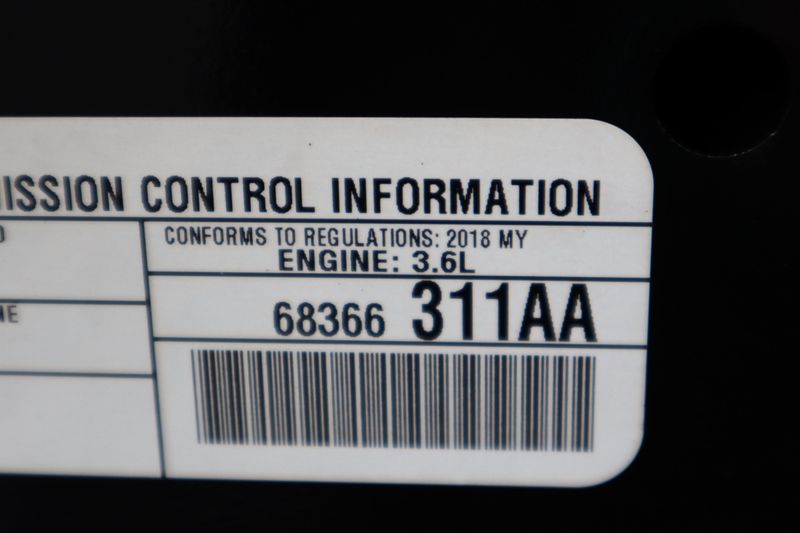 ISSION CONTROL INFORMATION
CONFORMS TO REGULATIONS: 2018 MY
ENGINE: 3.6L
68366 311AA